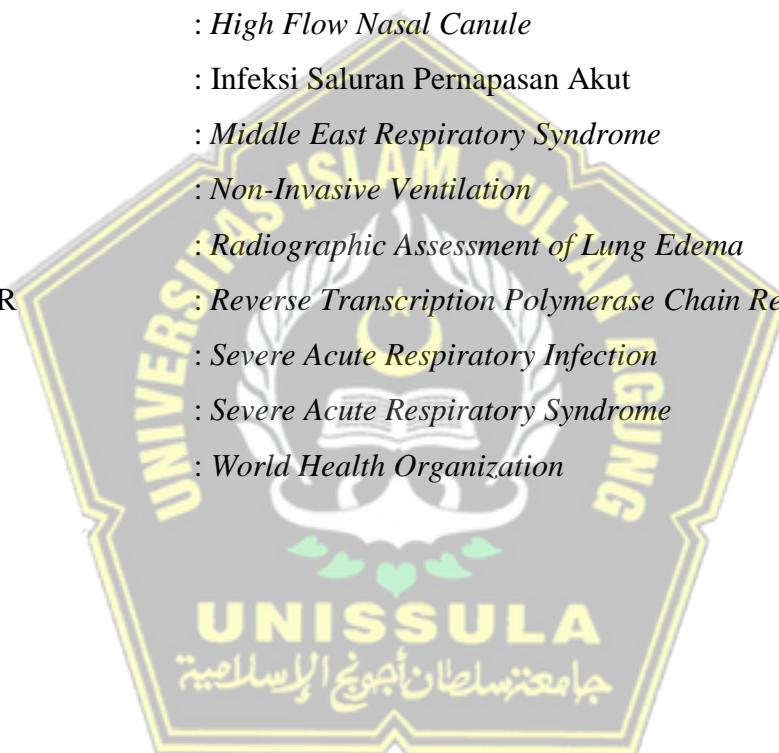 : High Flow Nasal Canule
: Infeksi Saluran Pernapasan Akut
: Middle East Respiratory Syndrome
: Non-Invasive Ventilation
: Radiographic Assessment of Lung Edema
R : Reverse Transcription Polymerase Chain Re
: Severe Acute Respiratory Infection
: Severe Acute Respiratory Syndrome
: World Health Organization
UNIVERSITAS ISLAM SULTAN AGUNG
UNISSULA
جامعة سلطان أجونج الإسلامية